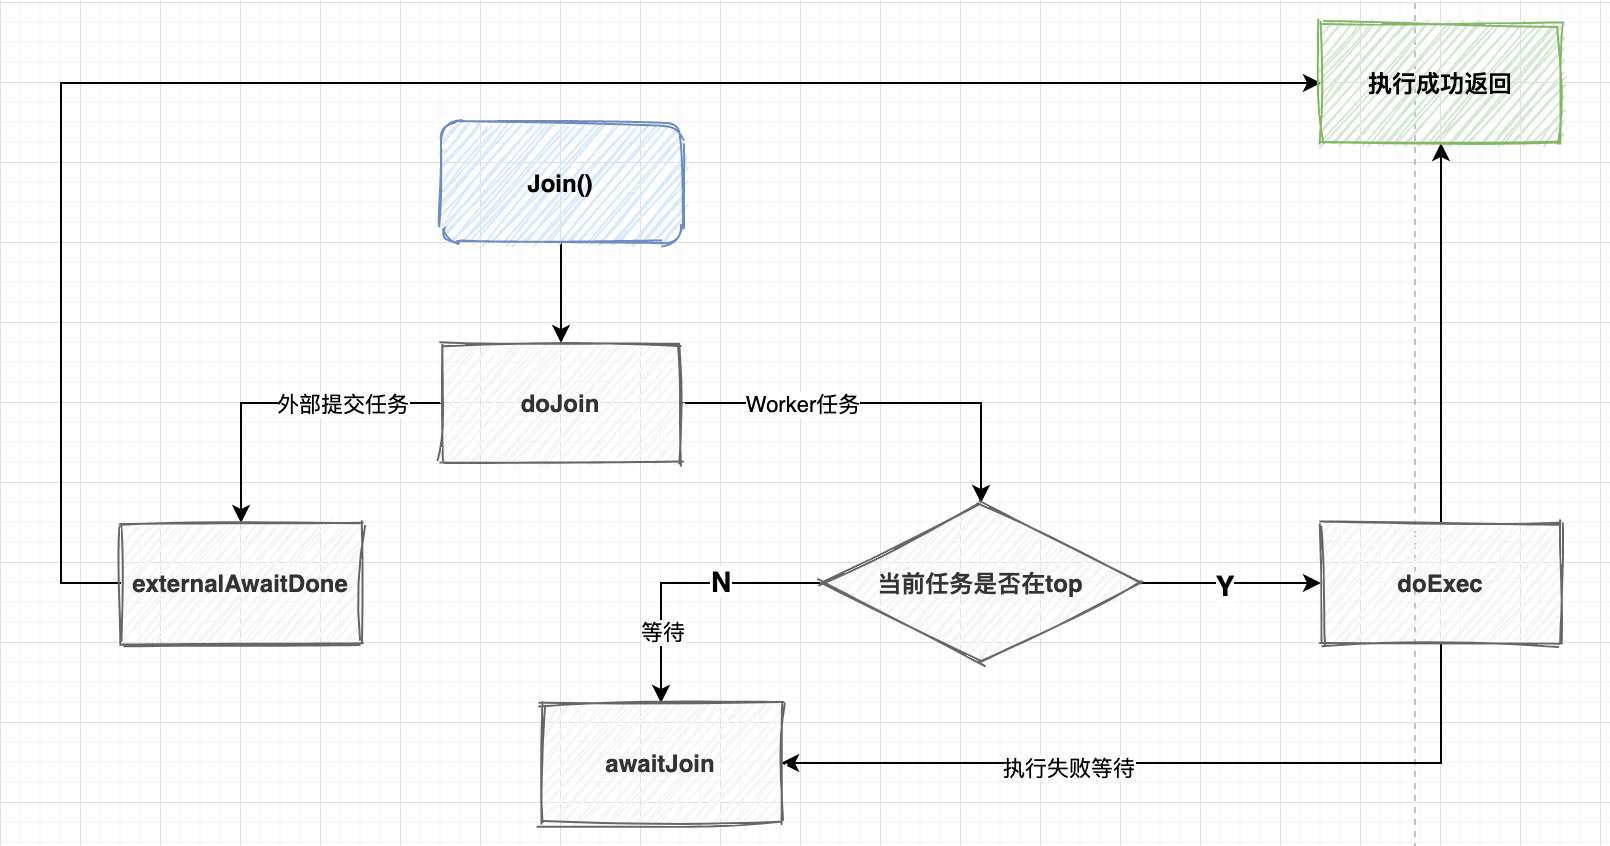 执行成功返回
Join()
doJoin
外部提交任务
Worker任务
externalAwaitDone
N
当前任务是否在top
Y
doExec
等待
awaitJoin
执行失败等待